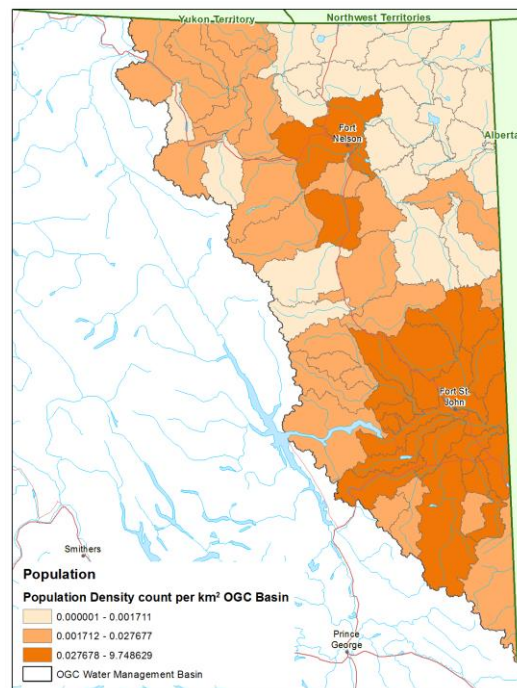 Yukon Territory
Northwest Territories
Fort
Nelson
Alberta
Fort St.
John
Smithers
Prince
George
Population
Population Density count per km² OGC Basin
0.000001 - 0.001711
0.001712 - 0.027677
0.027678 - 9.748629
OGC Water Management Basin